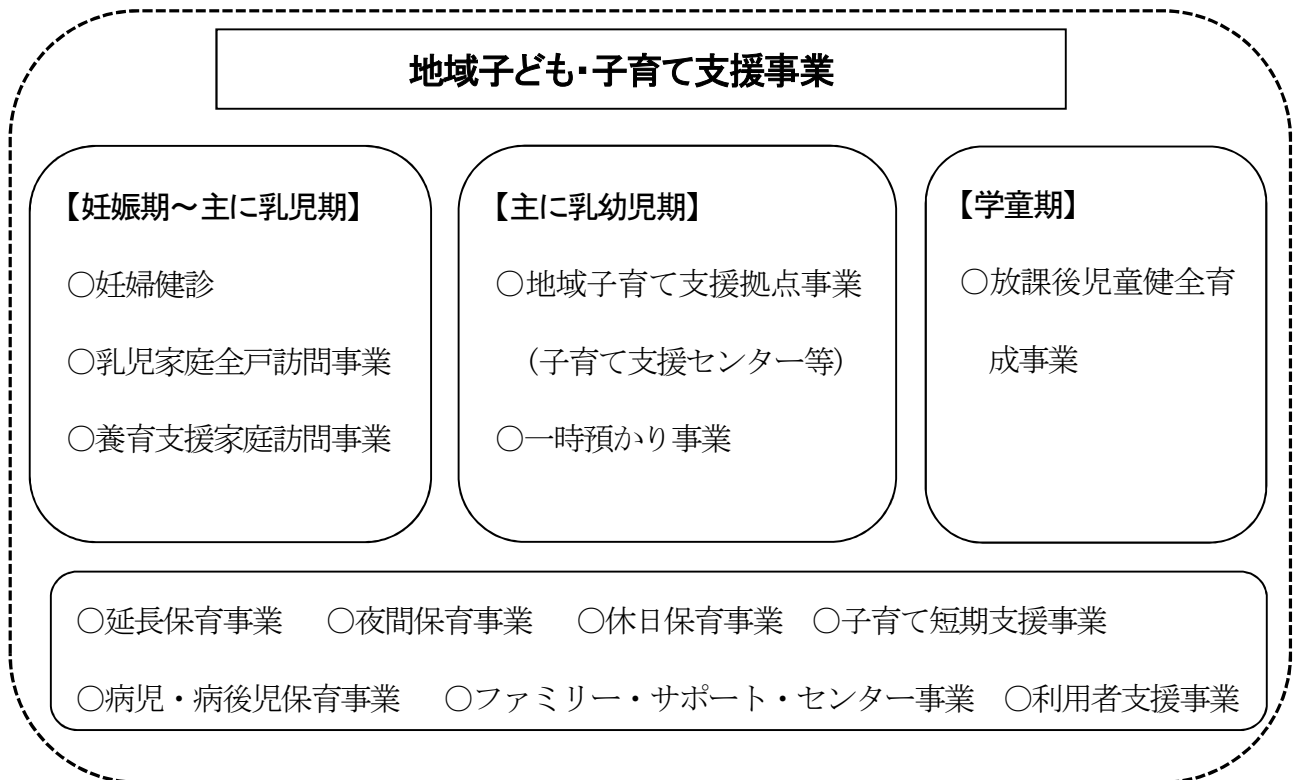 地域子ども・子育て支援事業
【妊娠期～主に乳児期】
○妊婦健診
○乳児家庭全戸訪問事業
○養育支援家庭訪問事業
【主に乳幼児期】
○地域子育て支援拠点事業
（子育て支援センター等）
○一時預かり事業
【学童期】
○放課後児童健全育
成事業
○延長保育事業　○夜間保育事業　○休日保育事業　○子育て短期支援事業
○病児・病後児保育事業　○ファミリー・サポート・センター事業　○利用者支援事業